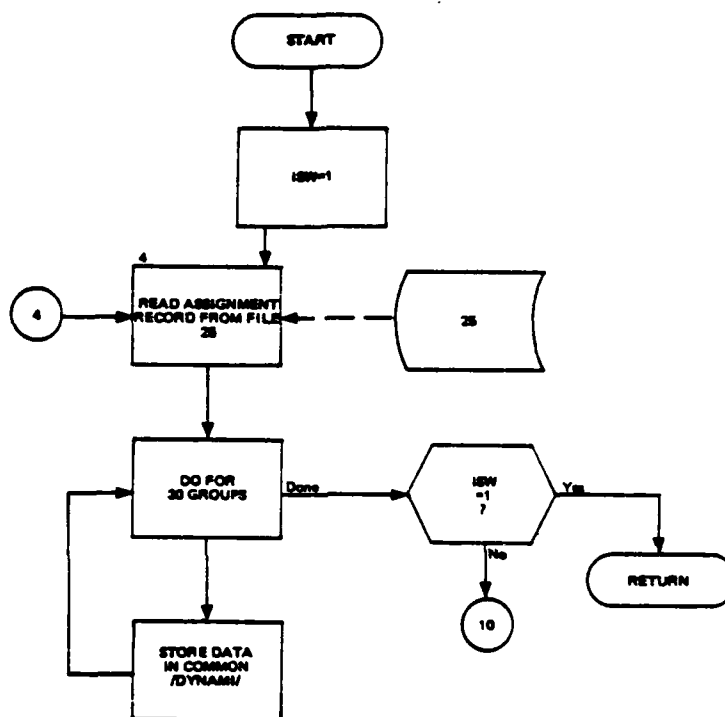 START
ISW=1
4
READ ASSIGNMENT
RECORD FROM FILE
25
4
25
DO FOR
30 GROUPS
Done
ISW
=1
?
Yes
No
RETURN
10
STORE DATA
IN COMMON
/DYNAMI/